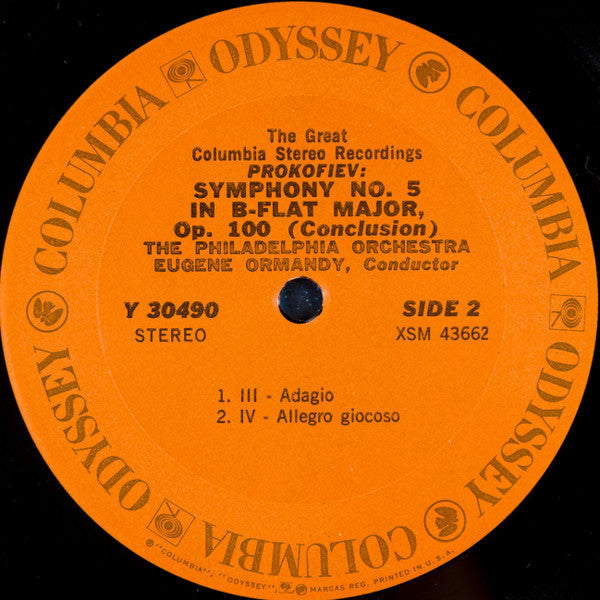 COLUMBIA ODYSSEY COLUMBIA ODYSSEY COLUMBIA ODYSSEY
The Great
Columbia Stereo Recordings
PROKOFIEV:
SYMPHONY NO. 5
IN B-FLAT MAJOR,
Op. 100 (Conclusion)
THE PHILADELPHIA ORCHESTRA
EUGENE ORMANDY, Conductor
Y 30490 SIDE 2
STEREO XSM 43662
1. III - Adagio
2. IV - Allegro giocoso
"COLUMBIA", "ODYSSEY", MARCAS REG. PRINTED IN U.S.A.